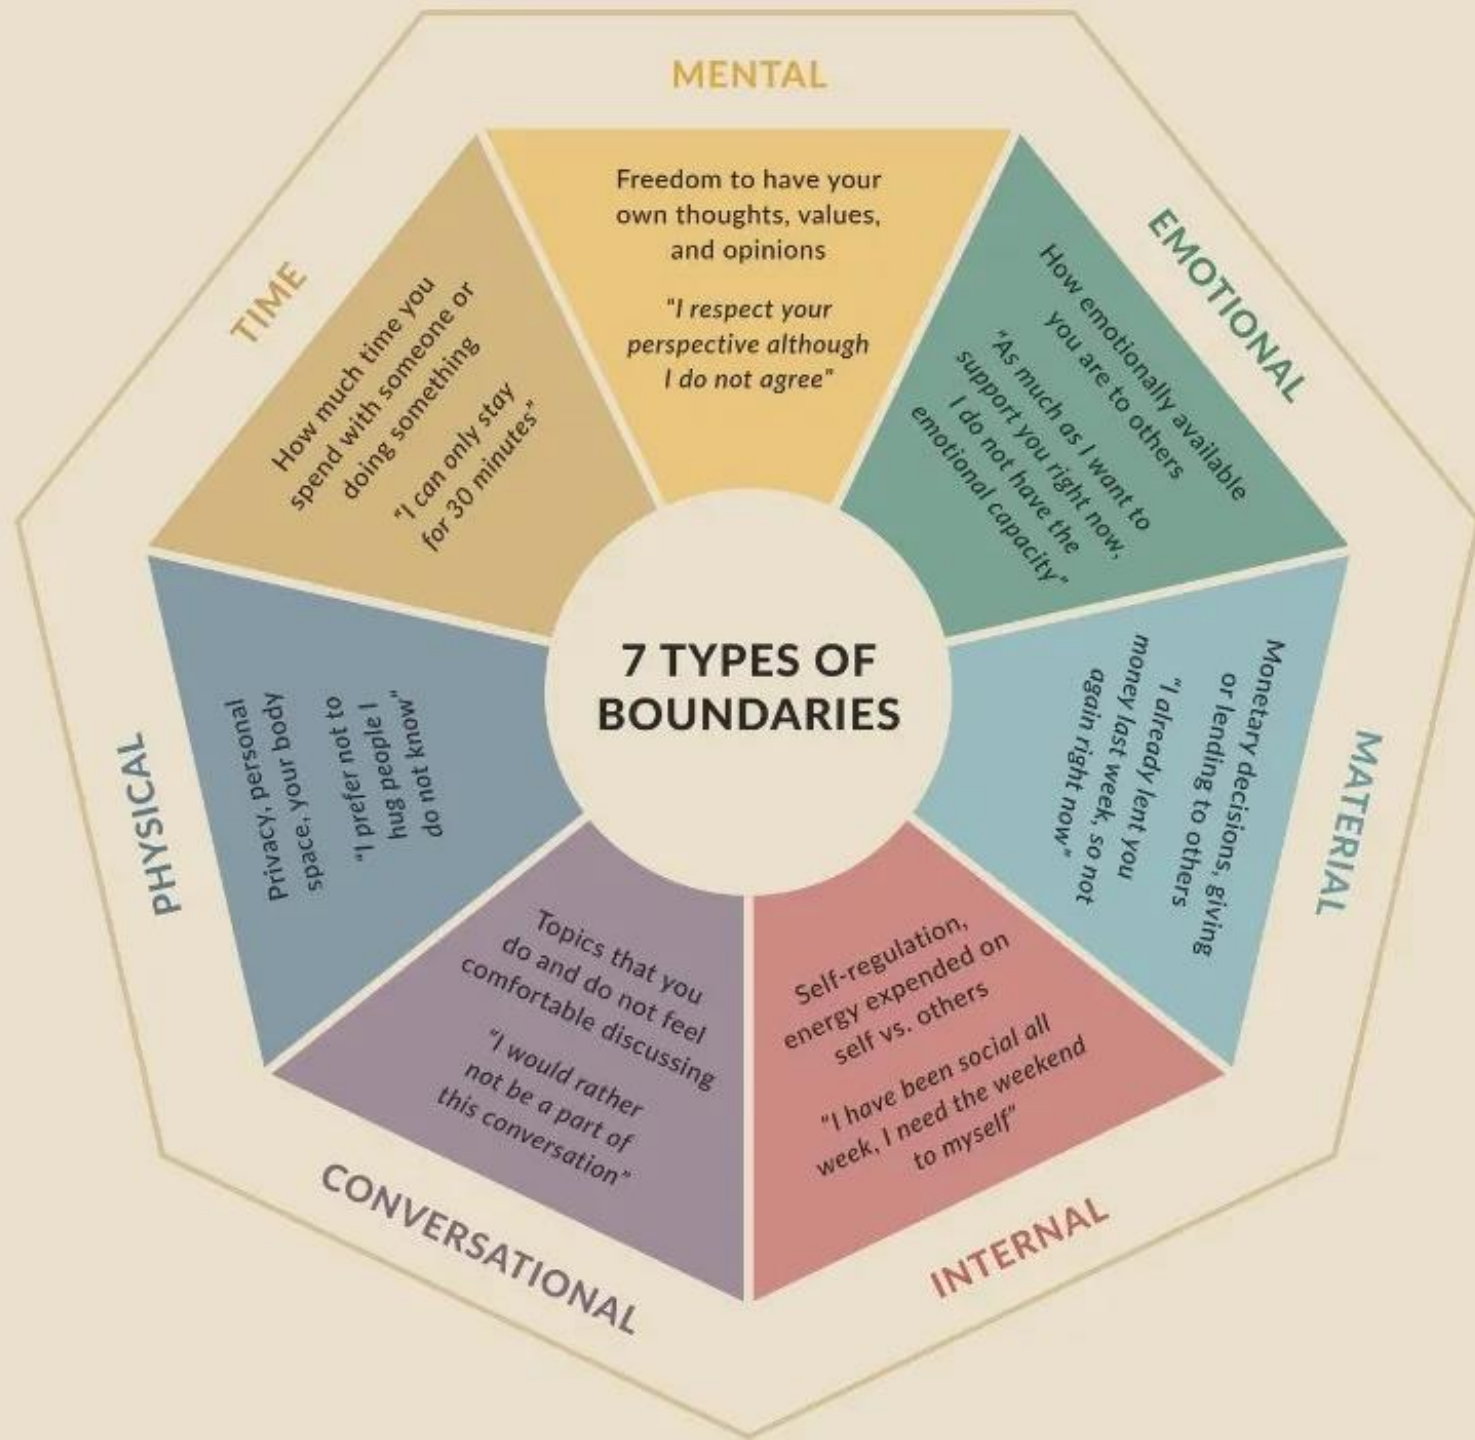 7 TYPES OF
BOUNDARIES
MENTAL
Freedom to have your
own thoughts, values,
and opinions
"I respect your
perspective although
I do not agree"
EMOTIONAL
How emotionally available
you are to others
"As much as I want to
support you right now,
I do not have the
emotional capacity"
MATERIAL
Monetary decisions, giving
or lending to others
"I already lent you
money last week, so not
again right now"
INTERNAL
Self-regulation,
energy expended on
self vs. others
"I have been social all
week, I need the weekend
to myself"
CONVERSATIONAL
Topics that you
do and do not feel
comfortable discussing
"I would rather
not be a part of
this conversation"
PHYSICAL
Privacy, personal
space, your body
"I prefer not to
hug people I
do not know"
TIME
How much time you
spend with someone or
doing something
"I can only stay
for 30 minutes"